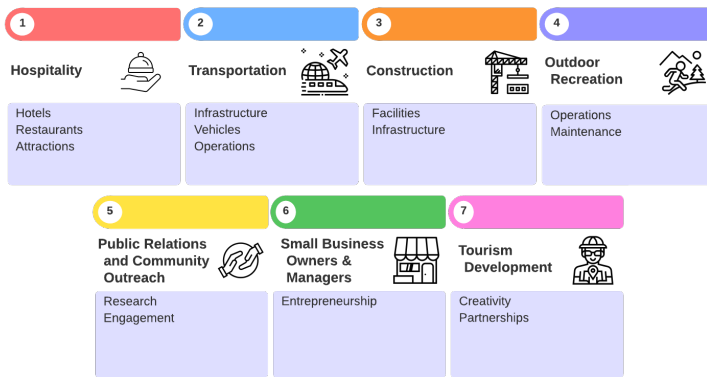 1
Hospitality
Hotels
Restaurants
Attractions
2
Transportation
Infrastructure
Vehicles
Operations
3
Construction
Facilities
Infrastructure
4
Outdoor
Recreation
Operations
Maintenance
5
Public Relations
and Community
Outreach
Research
Engagement
6
Small Business
Owners &
Managers
Entrepreneurship
7
Tourism
Development
Creativity
Partnerships